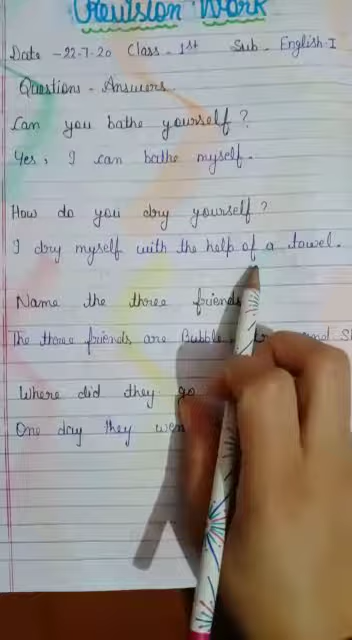 Revision Work
Date - 22-7-20 Class - 1st Sub - English-I
Questions - Answers.
Can you bathe yourself?
Yes, I can bathe myself.
How do you dry yourself?
I dry myself with the help of a towel.
Name the three friends
The three friends are Bubble, and
Where did they go
One day they